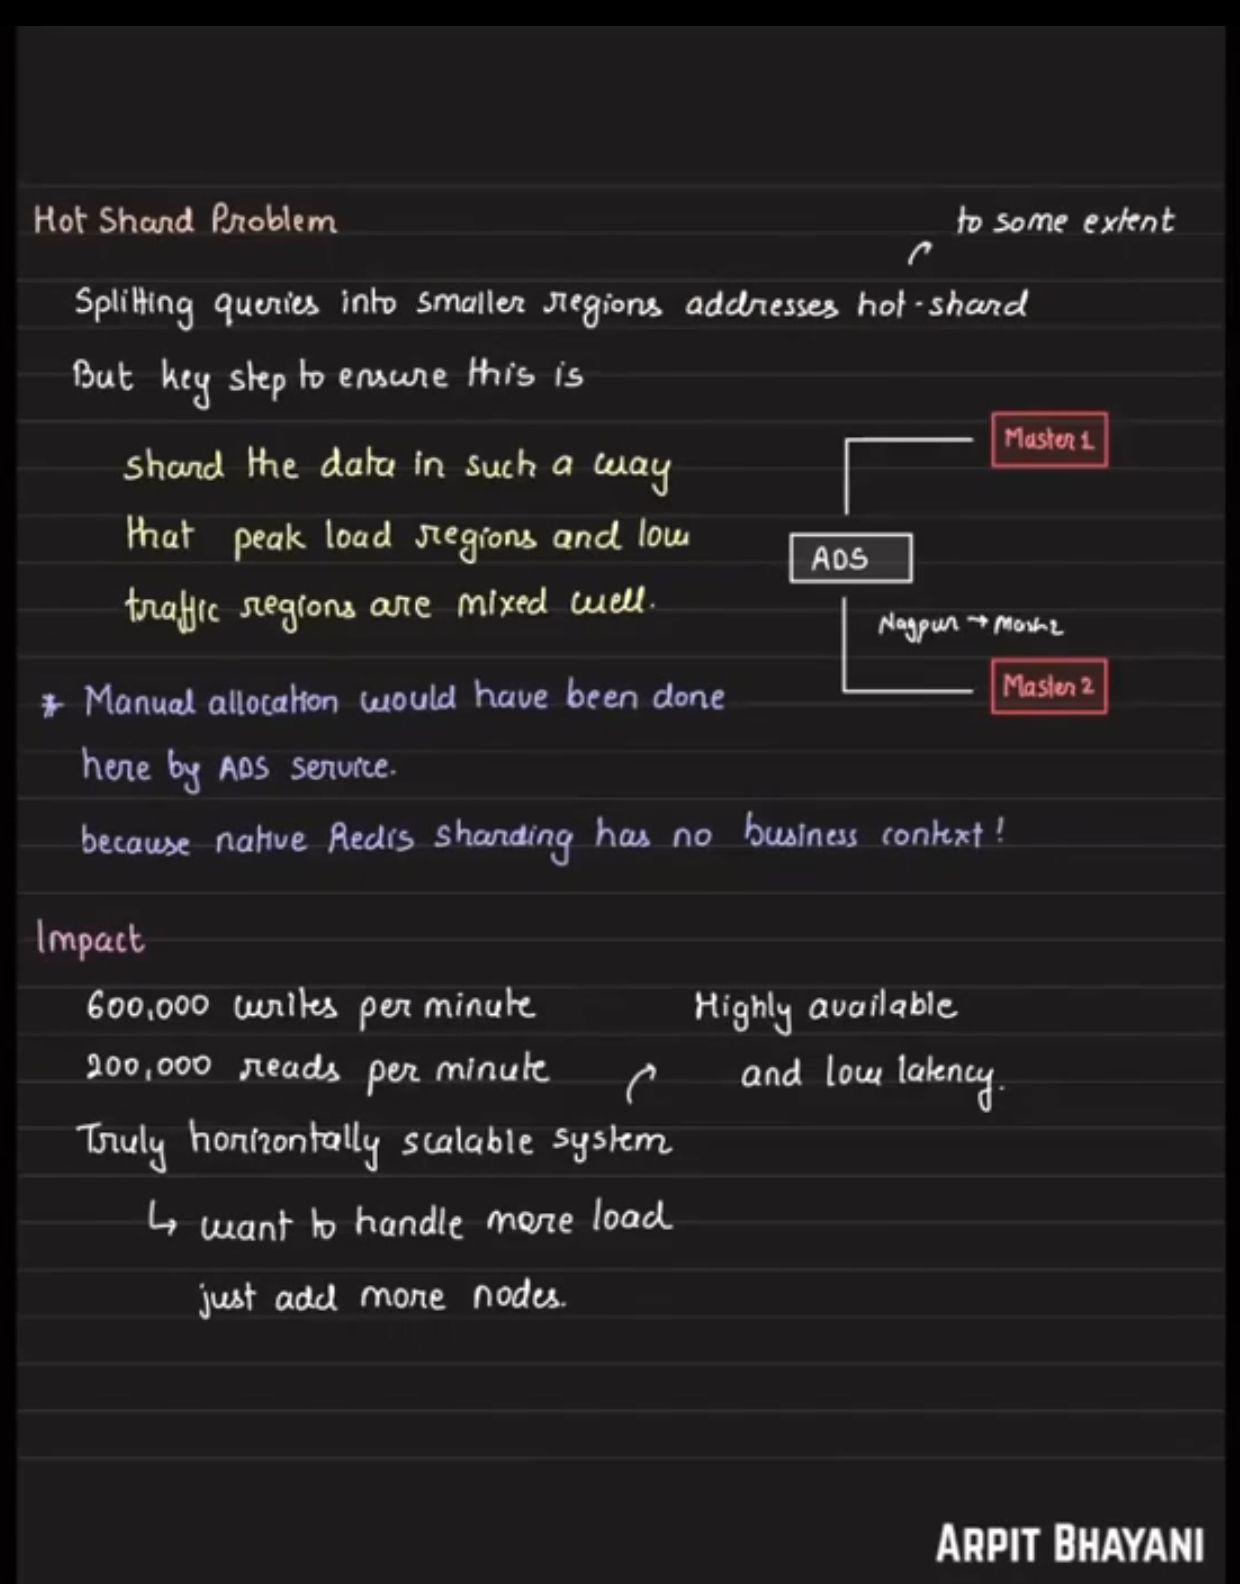 Hot Shard Problem
to some extent
Splitting queries into smaller regions addresses hot-shard
But key step to ensure this is
shard the data in such a way
that peak load regions and low
traffic regions are mixed well.
Master 1
ADS
Nagpur →
Master 2
* Manual allocation would have been done
here by ADS service.
because native Redis Sharding has no business context!
Impact
600,000 writes per minute
200,000 reads per minute
Highly available
and low latency.
Truly horizontally scalable system
↳ want to handle more load
just add more nodes.
ARPIT BHAYANI